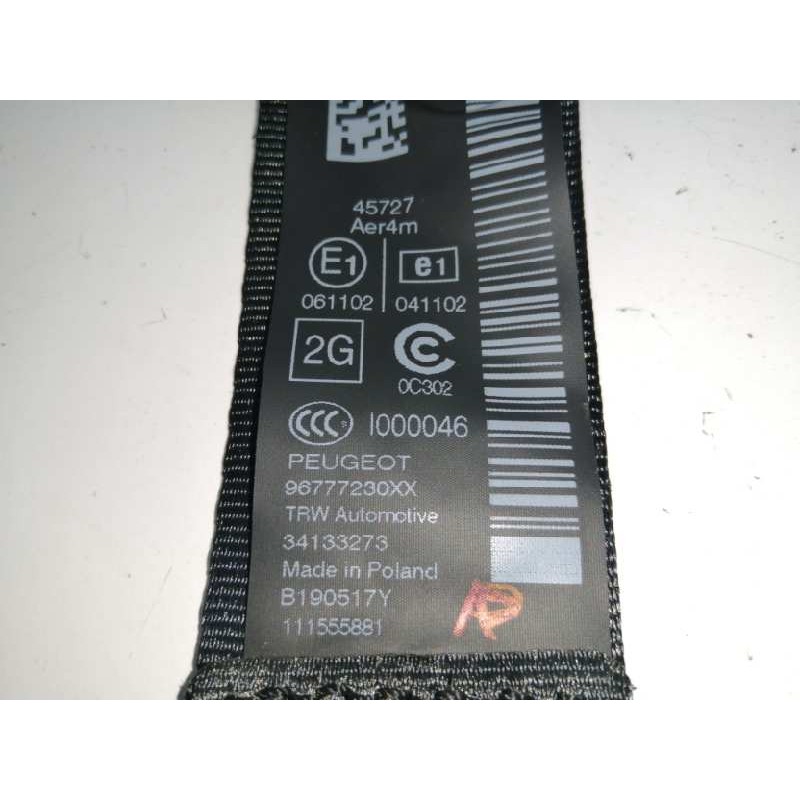 45727
Aer4m
E1 e1
061102 041102
2G C
0C302
CCC S I000046
PEUGEOT
96777230XX
TRW Automotive
34133273
Made in Poland
B190517Y
111555881